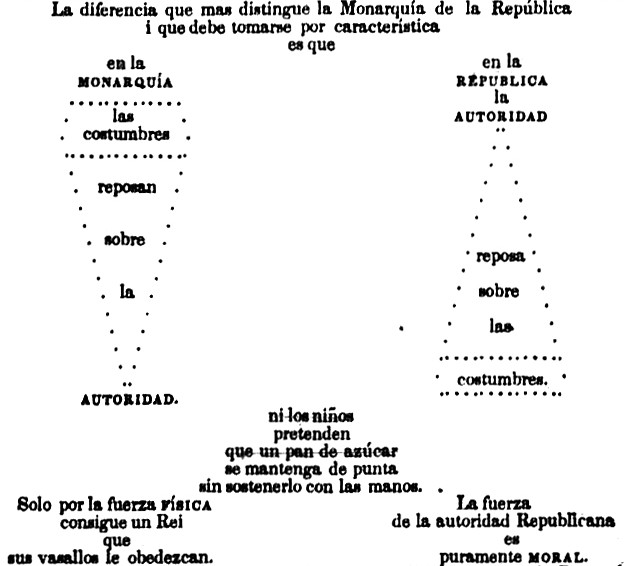 La diferencia que mas distingue la Monarquía de la República
i que debe tomarse por característica
es que
en la
MONARQUÍA
las
costumbres
reposan
sobre
la
AUTORIDAD.
en la
RÉPUBLICA
la
AUTORIDAD
reposa
sobre
las
costumbres.
ni los niños
pretenden
que un pan de azúcar
se mantenga de punta
sin sostenerlo con las manos.
Solo por la fuerza FÍSICA
consigue un Rei
que
sus vasallos le obedezcan.
La fuerza
de la autoridad Republicana
es
puramente MORAL.